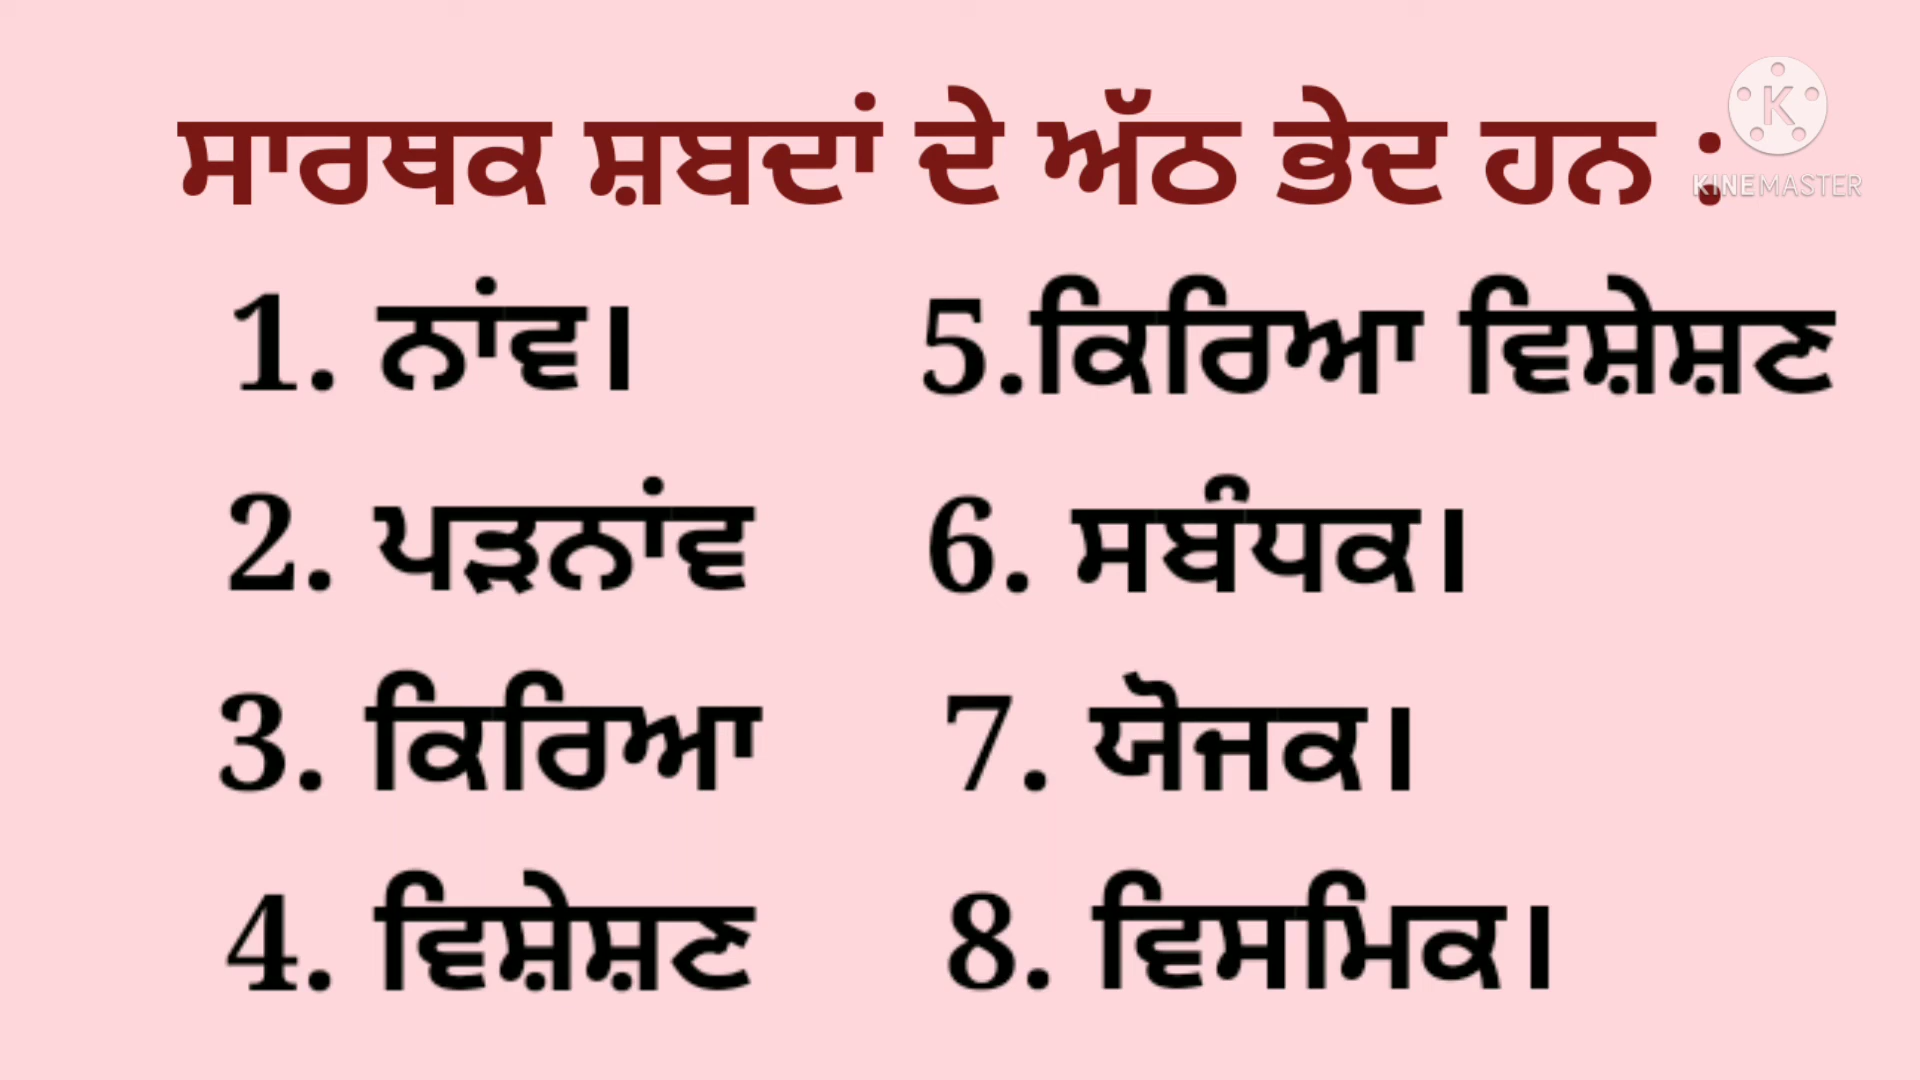 ਸਾਰਥਕ ਸ਼ਬਦਾਂ ਦੇ ਅੱਠ ਭੇਦ ਹਨ :
K
KINEMASTER
1. ਨਾਂਵ।
2. ਪੜਨਾਂਵ
3. ਕਿਰਿਆ
4. ਵਿਸ਼ੇਸ਼ਣ
5.ਕਿਰਿਆ ਵਿਸ਼ੇਸ਼ਣ
6. ਸਬੰਧਕ।
7. ਯੋਜਕ।
8. ਵਿਸਮਿਕ।